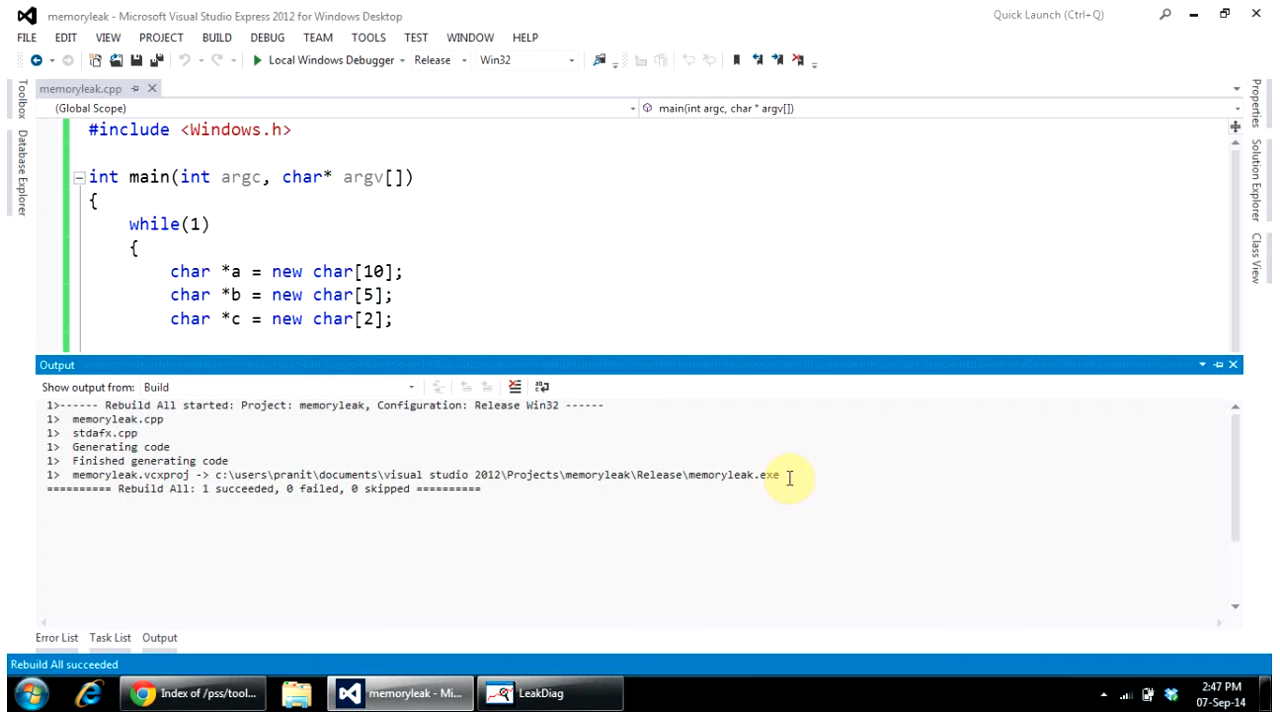 memoryleak - Microsoft Visual Studio Express 2012 for Windows Desktop
Quick Launch (Ctrl+Q)
FILE EDIT VIEW PROJECT BUILD DEBUG TEAM TOOLS TEST WINDOW HELP
Local Windows Debugger Release Win32
memoryleak.cpp
(Global Scope) main(int argc, char * argv[])
Toolbox
Database Explorer
Properties
Solution Explorer
Class View
#include <Windows.h>
int main(int argc, char* argv[])
{
while(1)
{
char *a = new char[10];
char *b = new char[5];
char *c = new char[2];
Output
Show output from: Build
1>------ Rebuild All started: Project: memoryleak, Configuration: Release Win32 ------
1> memoryleak.cpp
1> stdafx.cpp
1> Generating code
1> Finished generating code
1> memoryleak.vcxproj -> c:\users\pranit\documents\visual studio 2012\Projects\memoryleak\Release\memoryleak.exe
========== Rebuild All: 1 succeeded, 0 failed, 0 skipped ==========
Error List Task List Output
Rebuild All succeeded
Index of /pss/tool...
memoryleak - Mi...
LeakDiag
2:47 PM
07-Sep-14